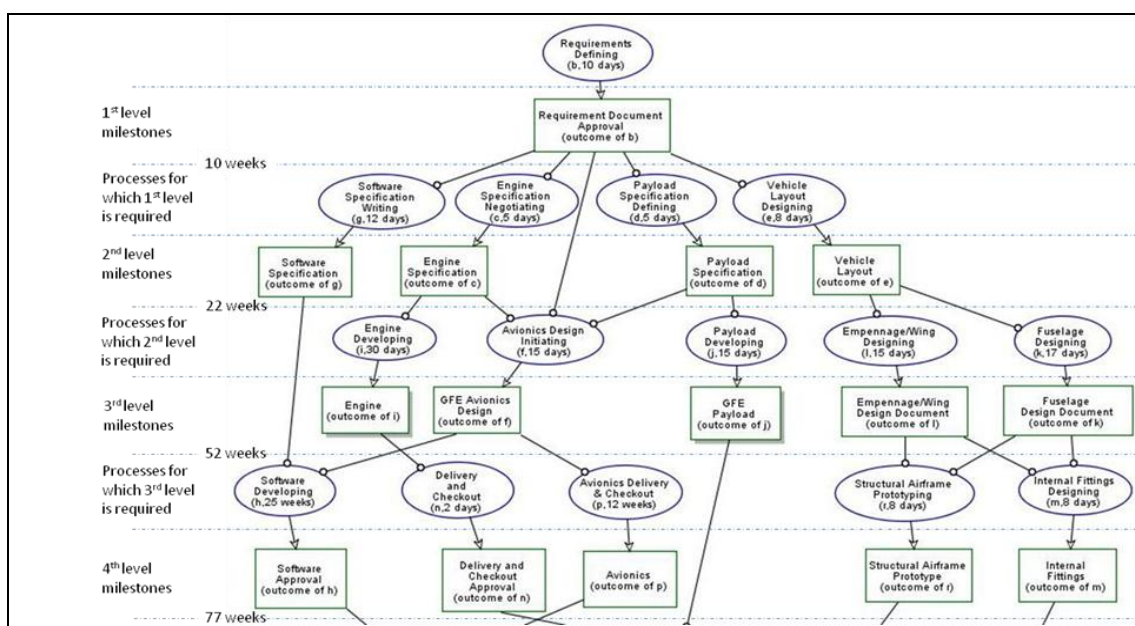 Requirements
Defining
(b,10 days)
1st level
milestones
Requirement Document
Approval
(outcome of b)
10 weeks
Processes for
which 1st level
is required
Software
Specification
Writing
(g,12 days)
Engine
Specification
Negotiating
(c,5 days)
Payload
Specification
Defining
(d,5 days)
Vehicle
Layout
Designing
(e,8 days)
2nd level
milestones
Software
Specification
(outcome of g)
Engine
Specification
(outcome of c)
Payload
Specification
(outcome of d)
Vehicle
Layout
(outcome of e)
22 weeks
Processes for
which 2nd level
is required
Engine
Developing
(i,30 days)
Avionics Design
Initiating
(f,15 days)
Payload
Developing
(j,15 days)
Empennage/Wing
Designing
(l,15 days)
Fuselage
Designing
(k,17 days)
3rd level
milestones
Engine
(outcome of i)
GFE Avionics
Design
(outcome of f)
GFE
Payload
(outcome of j)
Empennage/Wing
Design Document
(outcome of l)
Fuselage
Design Document
(outcome of k)
52 weeks
Processes for
which 3rd level
is required
Software
Developing
(h,25 weeks)
Delivery
and
Checkout
(n,2 days)
Avionics Delivery
& Checkout
(p,12 weeks)
Structural Airframe
Prototyping
(r,8 days)
Internal Fittings
Designing
(m,8 days)
4th level
milestones
Software
Approval
(outcome of h)
Delivery and
Checkout
Approval
(outcome of n)
Avionics
(outcome of p)
Structural Airframe
Prototype
(outcome of r)
Internal
Fittings
(outcome of m)
77 weeks